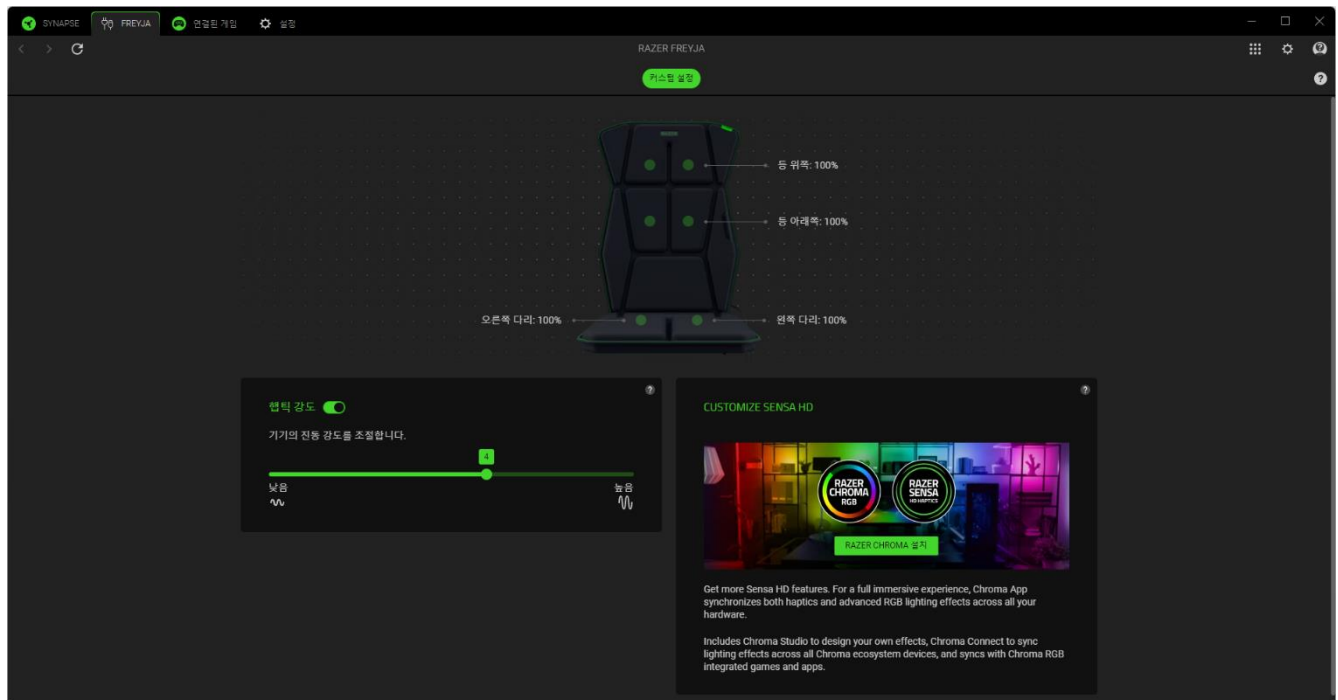 SYNAPSE
FREYJA
연결된 게임
설정
RAZER FREYJA
커스텀 설정
등 위쪽: 100%
등 아래쪽: 100%
오른쪽 다리: 100%
왼쪽 다리: 100%
햅틱 강도
기기의 진동 강도를 조절합니다.
4
낮음
높음
CUSTOMIZE SENSA HD
RAZER
CHROMA
RGB
RAZER
SENSA
HD HAPTICS
RAZER CHROMA 설치
Get more Sensa HD features. For a full immersive experience, Chroma App
synchronizes both haptics and advanced RGB lighting effects across all your
hardware.
Includes Chroma Studio to design your own effects, Chroma Connect to sync
lighting effects across all Chroma ecosystem devices, and syncs with Chroma RGB
integrated games and apps.